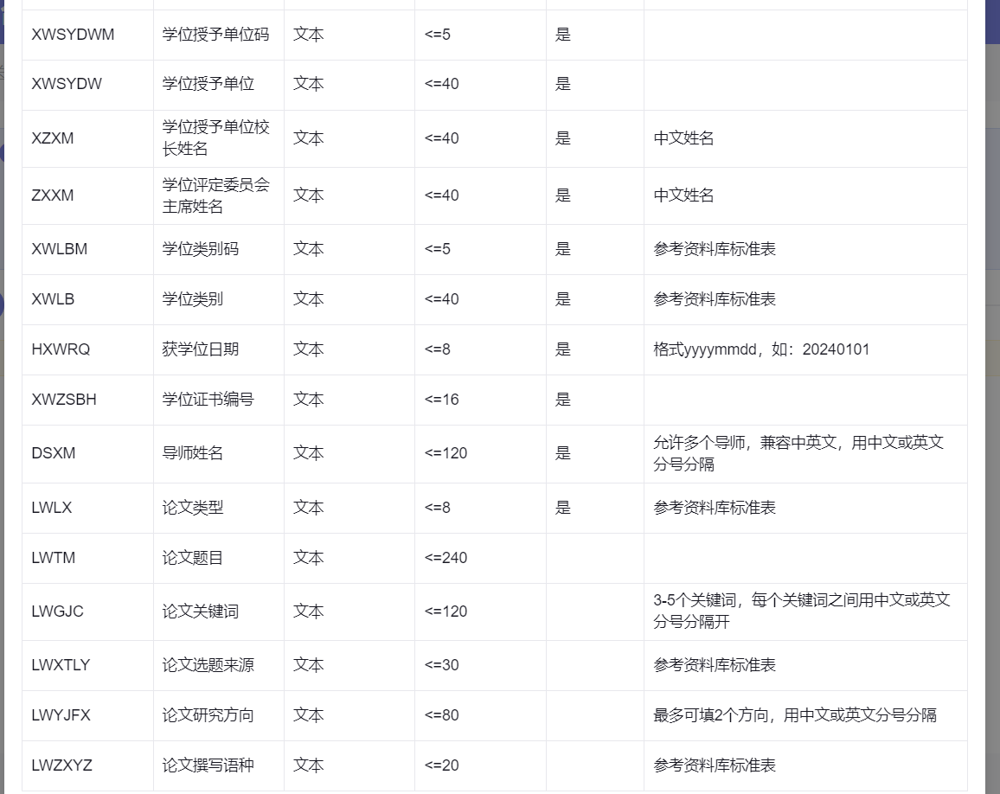 XWSYDWM 学位授予单位码 文本 <=5 是
XWSYDW 学位授予单位 文本 <=40 是
XZXM 学位授予单位校长姓名 文本 <=40 是 中文姓名
ZXXM 学位评定委员会主席姓名 文本 <=40 是 中文姓名
XWLBM 学位类别码 文本 <=5 是 参考资料库标准表
XWLB 学位类别 文本 <=40 是 参考资料库标准表
HXWRQ 获学位日期 文本 <=8 是 格式yyyymmdd，如：20240101
XWZSBH 学位证书编号 文本 <=16 是
DSXM 导师姓名 文本 <=120 是 允许多个导师，兼容中英文，用中文或英文分号分隔
LWLX 论文类型 文本 <=8 是 参考资料库标准表
LWTM 论文题目 文本 <=240
LWGJC 论文关键词 文本 <=120 3-5个关键词，每个关键词之间用中文或英文分号分隔开
LWXTLY 论文选题来源 文本 <=30 参考资料库标准表
LWYJFX 论文研究方向 文本 <=80 最多可填2个方向，用中文或英文分号分隔
LWZXYZ 论文撰写语种 文本 <=20 参考资料库标准表